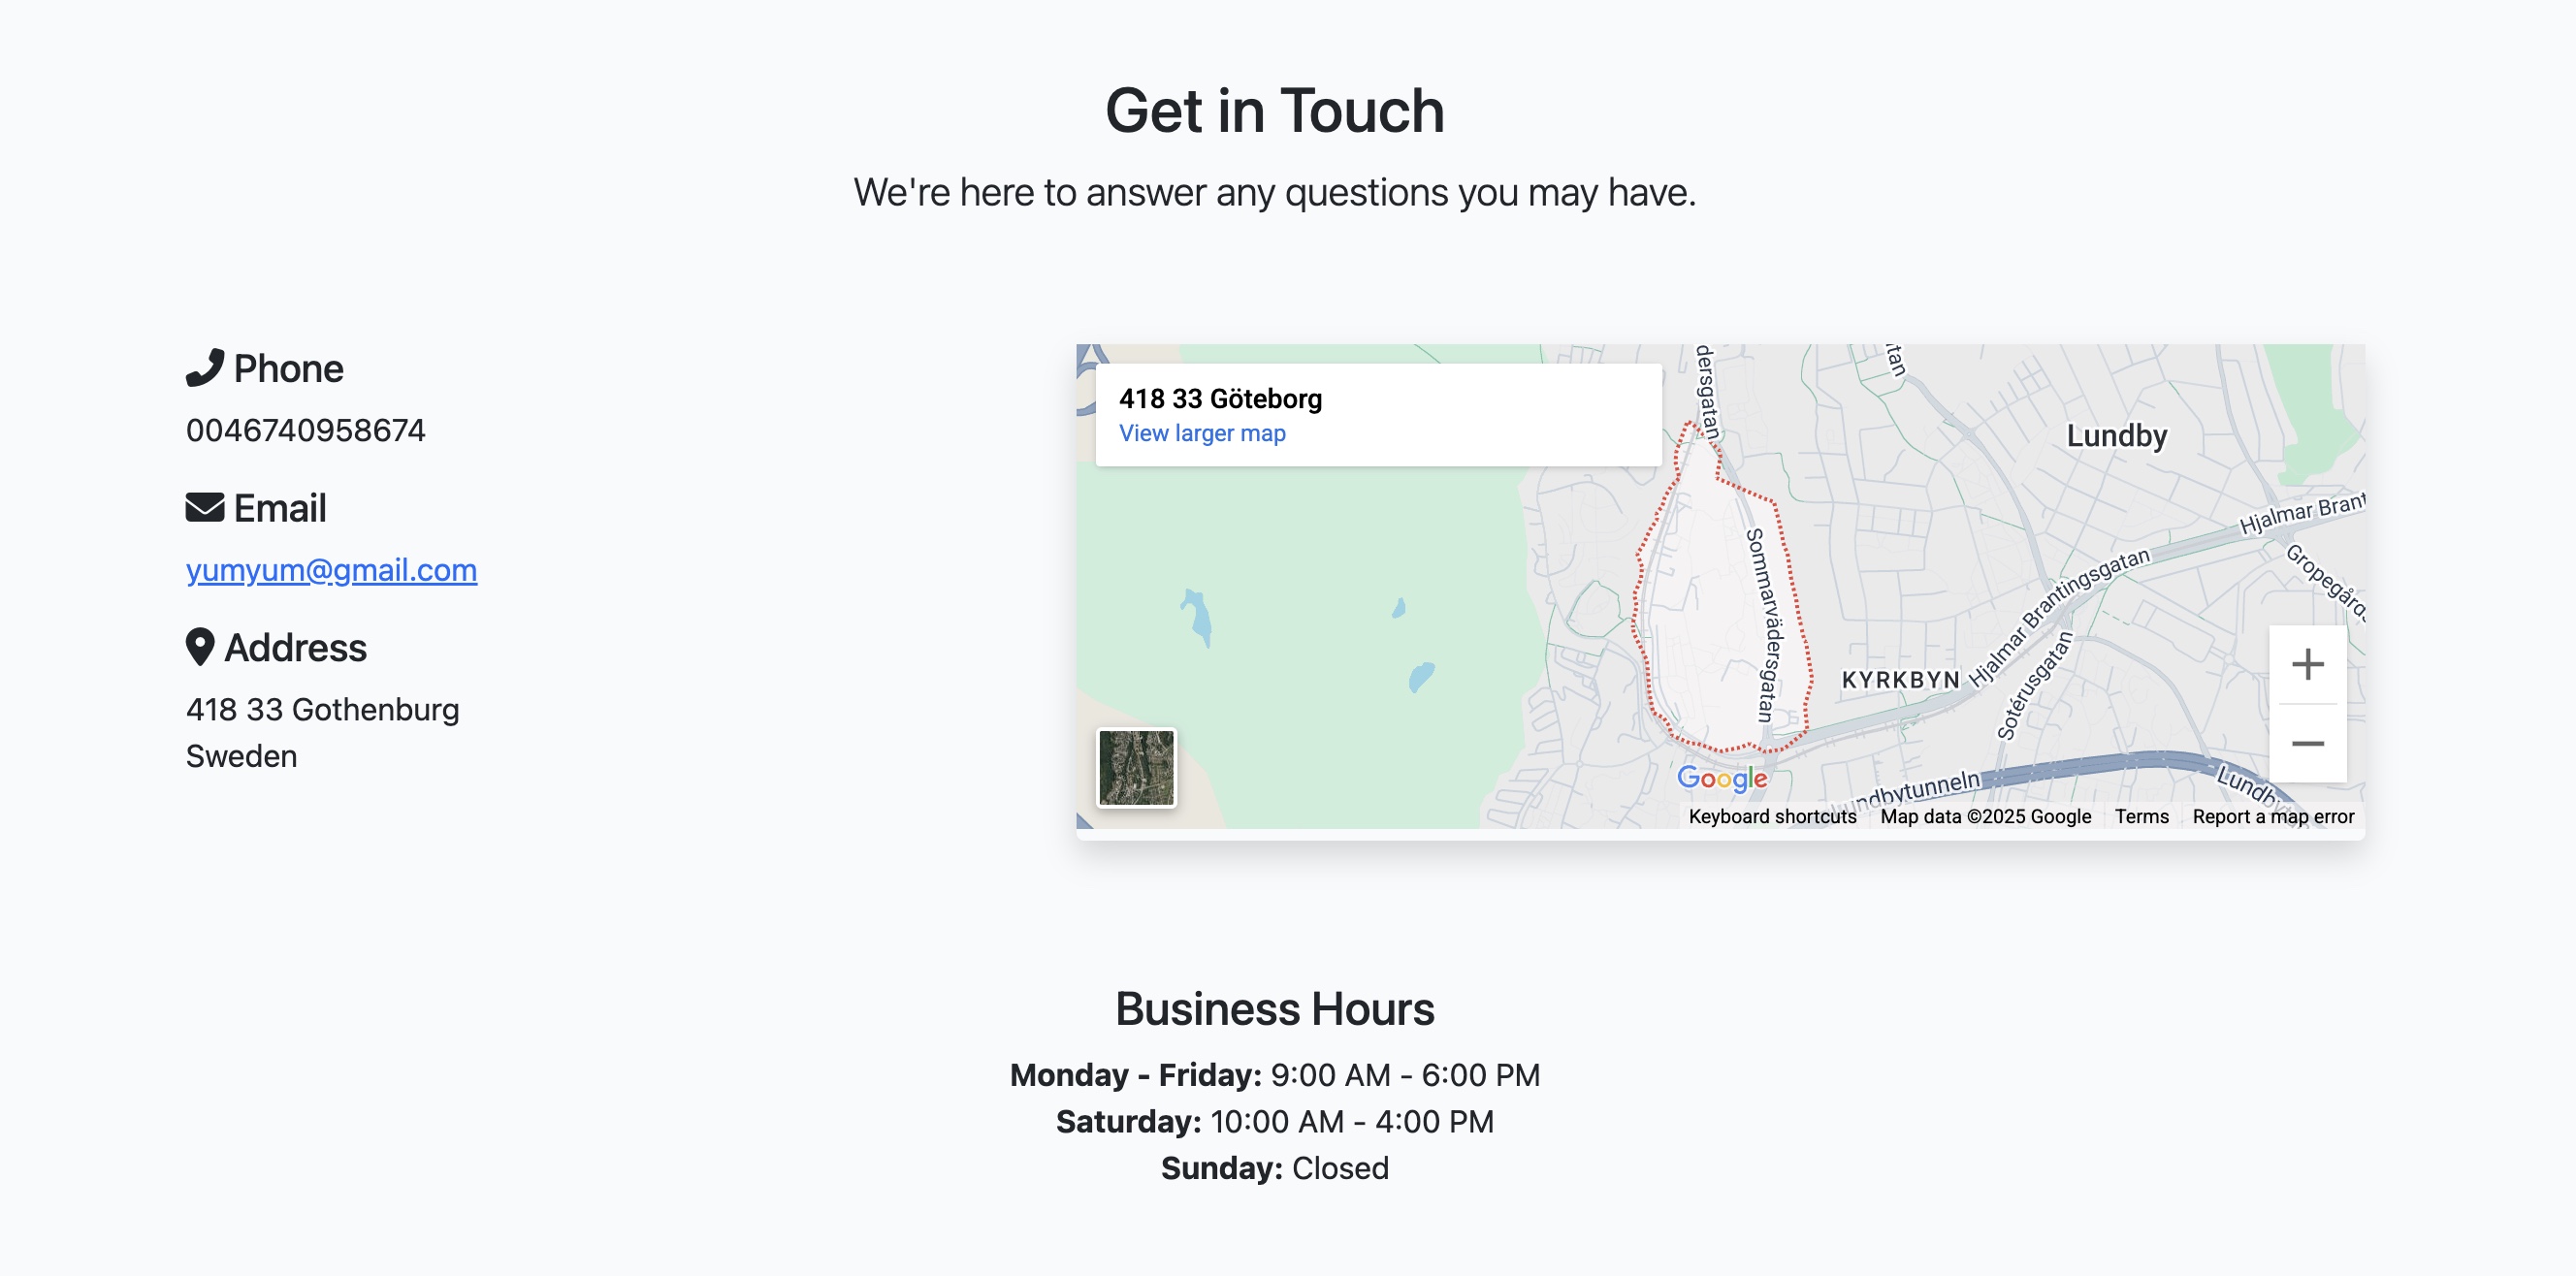 Get in Touch
We're here to answer any questions you may have.
Phone
0046740958674
Email
yumyum@gmail.com
Address
418 33 Gothenburg
Sweden
418 33 Göteborg
View larger map
dersgatan
tan
Lundby
Hjalmar Brant
Gropegård
Sommarvädersgatan
Hjalmar Brantingsgatan
KYRKBYN
Sotérusgatan
Google
undbytunneln
Lundby
Keyboard shortcuts Map data ©2025 Google Terms Report a map error
Business Hours
Monday - Friday: 9:00 AM - 6:00 PM
Saturday: 10:00 AM - 4:00 PM
Sunday: Closed